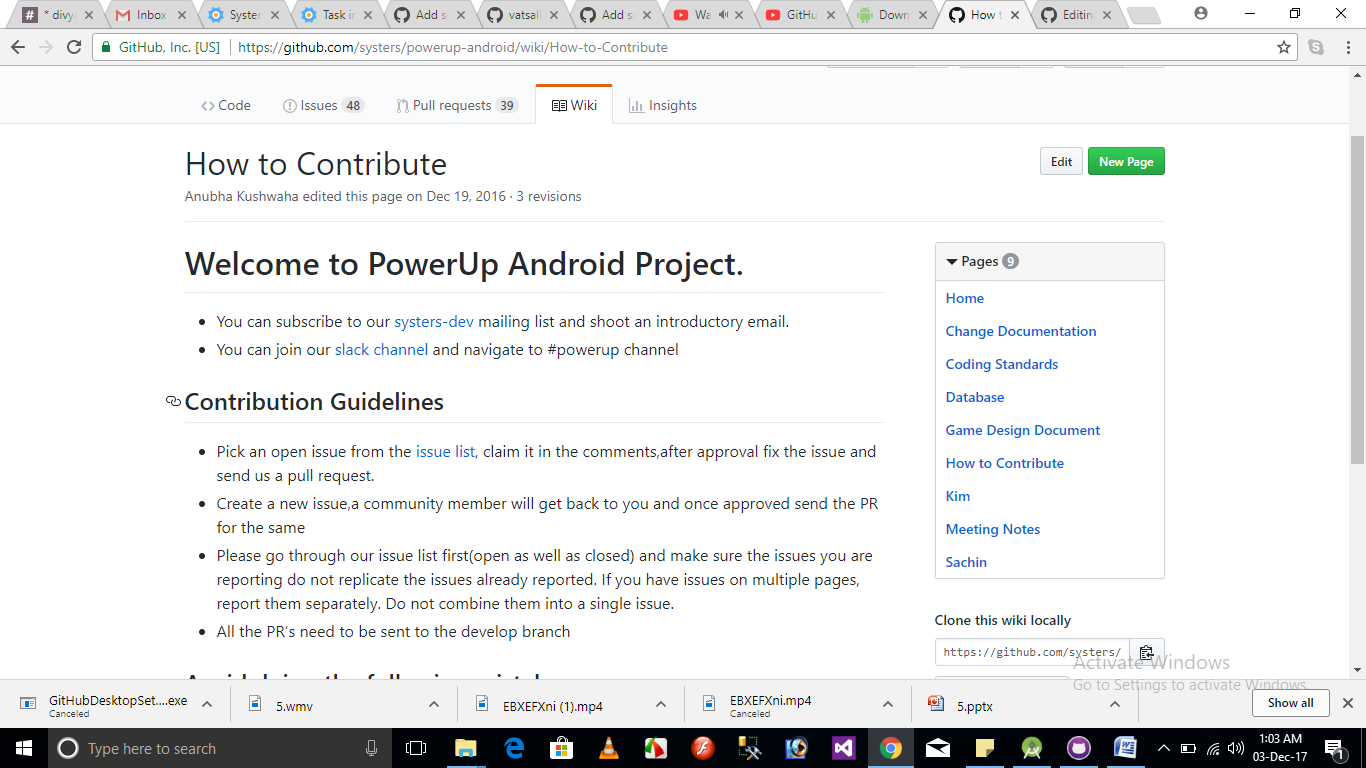 * divya
Inbox
Syster
Task in
Add s
vatsal
Add s
Wa
GitHu
Down
How t
Editin
GitHub, Inc. [US]
https://github.com/systers/powerup-android/wiki/How-to-Contribute
Code
Issues 48
Pull requests 39
Wiki
Insights
How to Contribute
Edit
New Page
Anubha Kushwaha edited this page on Dec 19, 2016 · 3 revisions
Welcome to PowerUp Android Project.
• You can subscribe to our systers-dev mailing list and shoot an introductory email.
• You can join our slack channel and navigate to #powerup channel
Contribution Guidelines
• Pick an open issue from the issue list, claim it in the comments,after approval fix the issue and
send us a pull request.
• Create a new issue,a community member will get back to you and once approved send the PR
for the same
• Please go through our issue list first(open as well as closed) and make sure the issues you are
reporting do not replicate the issues already reported. If you have issues on multiple pages,
report them separately. Do not combine them into a single issue.
• All the PR's need to be sent to the develop branch
Pages 9
Home
Change Documentation
Coding Standards
Database
Game Design Document
How to Contribute
Kim
Meeting Notes
Sachin
Clone this wiki locally
https://github.com/systers/
Activate Windows
Go to Settings to activate Windows.
GitHubDesktopSet....exe
Canceled
5.wmv
EBXEFXni (1).mp4
EBXEFXni.mp4
Canceled
5.pptx
Show all
Type here to search
1:03 AM
03-Dec-17
1